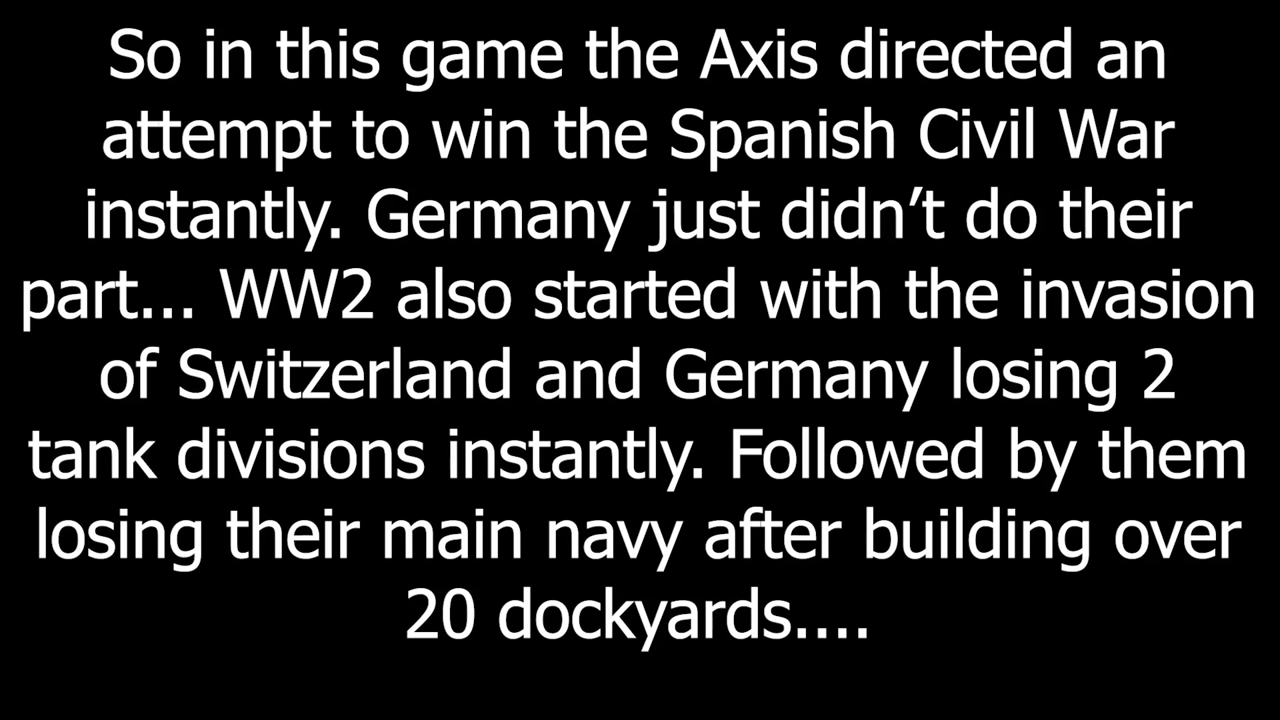 So in this game the Axis directed an
attempt to win the Spanish Civil War
instantly. Germany just didn’t do their
part... WW2 also started with the invasion
of Switzerland and Germany losing 2
tank divisions instantly. Followed by them
losing their main navy after building over
20 dockyards....